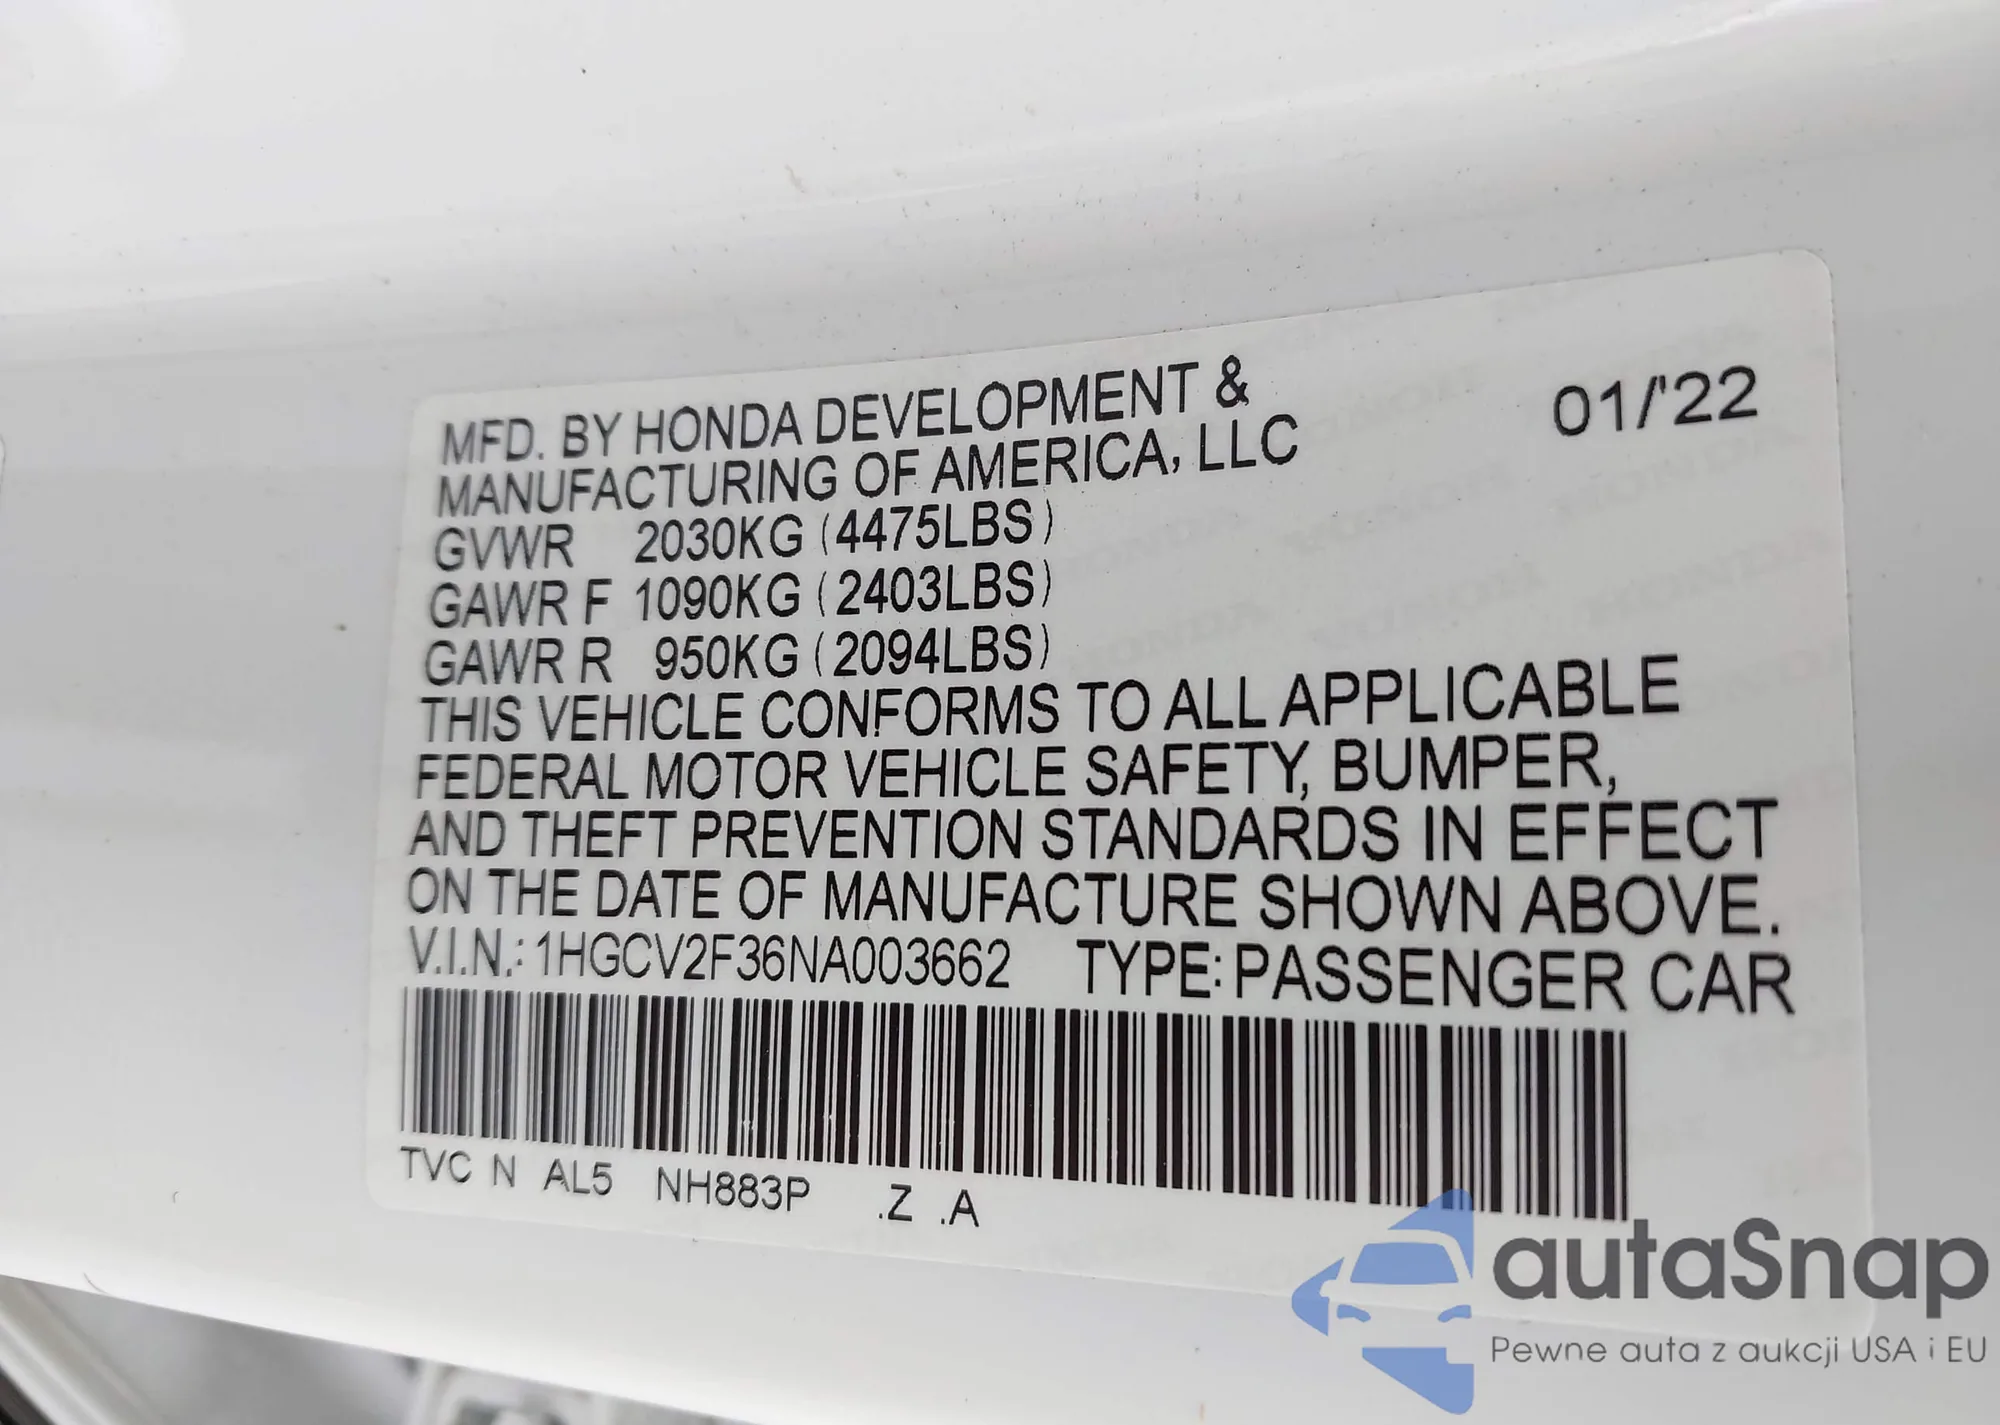 MFD. BY HONDA DEVELOPMENT & 01/'22
MANUFACTURING OF AMERICA, LLC
GVWR 2030KG (4475LBS)
GAWR F 1090KG (2403LBS)
GAWR R 950KG (2094LBS)
THIS VEHICLE CONFORMS TO ALL APPLICABLE
FEDERAL MOTOR VEHICLE SAFETY, BUMPER,
AND THEFT PREVENTION STANDARDS IN EFFECT
ON THE DATE OF MANUFACTURE SHOWN ABOVE.
V.I.N.: 1HGCV2F36NA003662 TYPE: PASSENGER CAR
TVC N AL5 NH883P .Z .A
autaSnap
Pewne auta z aukcji USA i EU